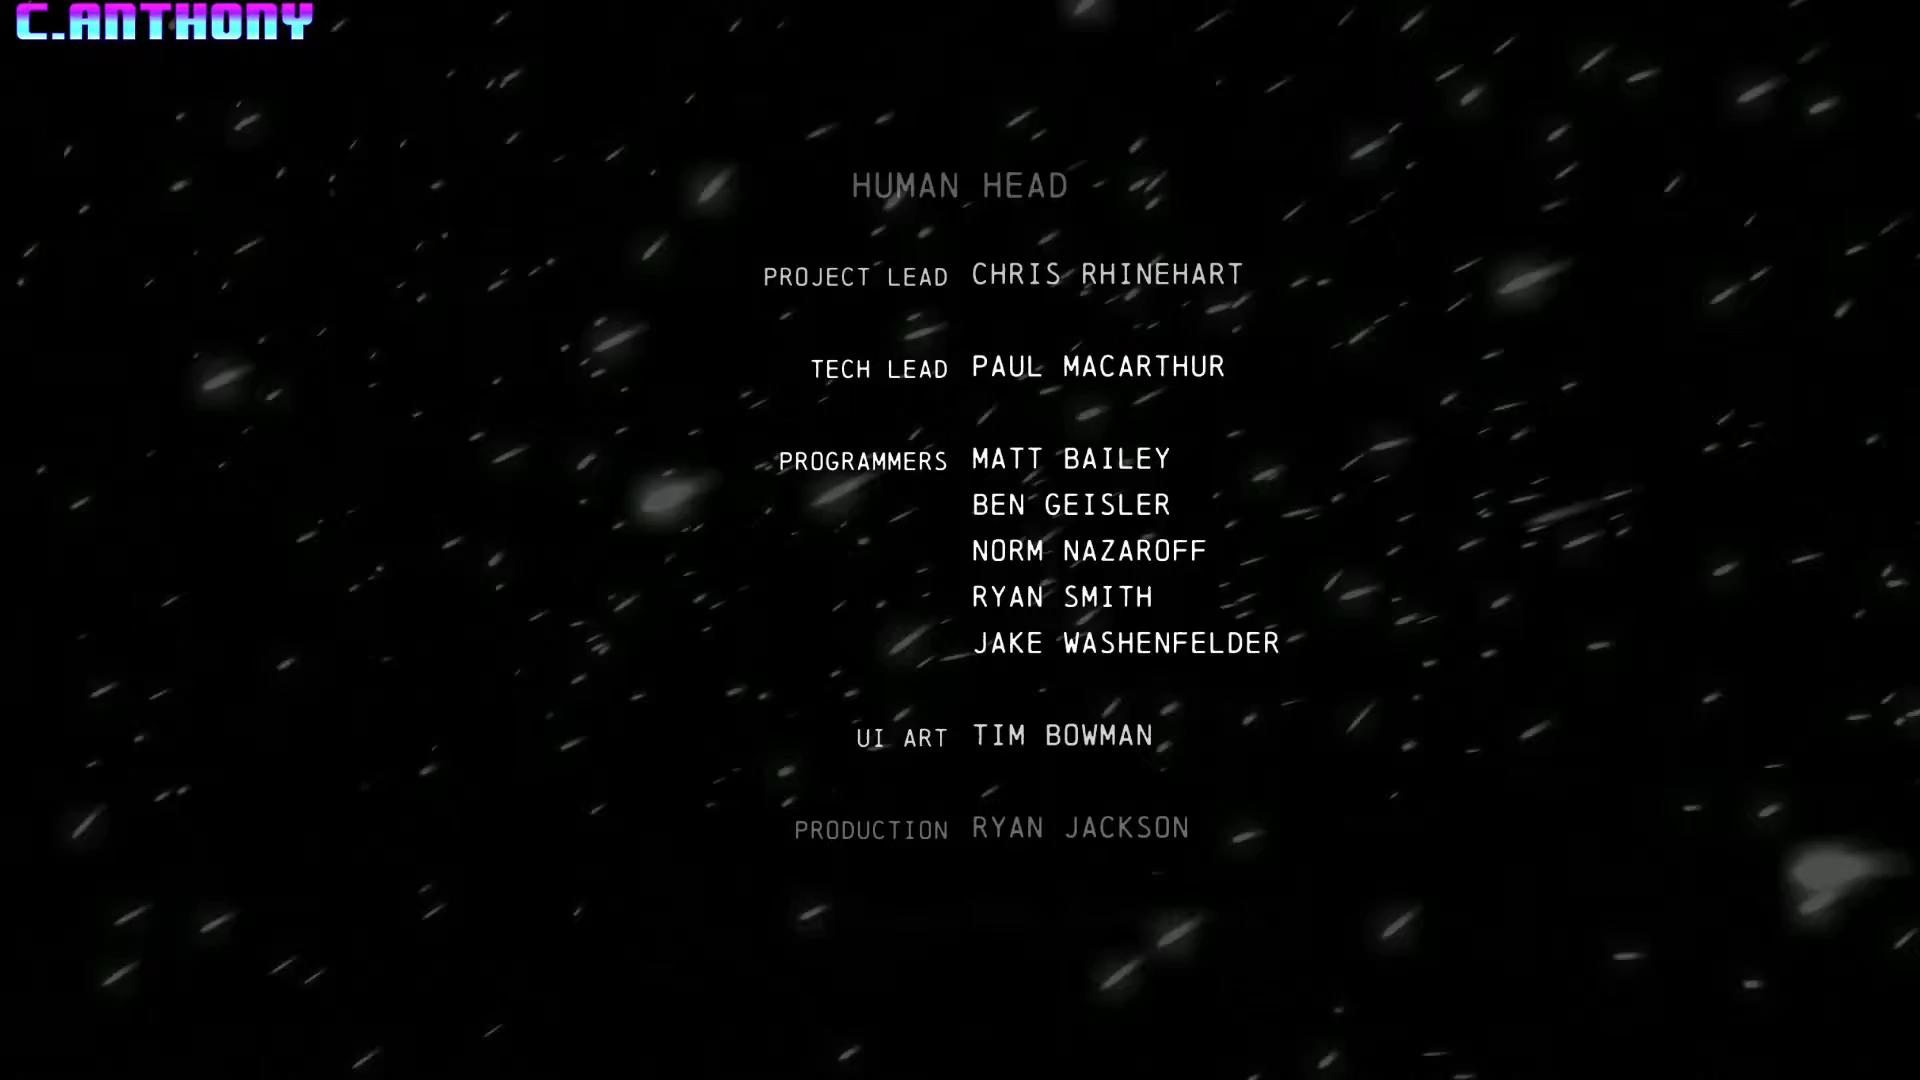 C.ANTHONY
HUMAN HEAD
PROJECT LEAD CHRIS RHINEHART
TECH LEAD PAUL MACARTHUR
PROGRAMMERS MATT BAILEY
BEN GEISLER
NORM NAZAROFF
RYAN SMITH
JAKE WASHENFELDER
UI ART TIM BOWMAN
PRODUCTION RYAN JACKSON